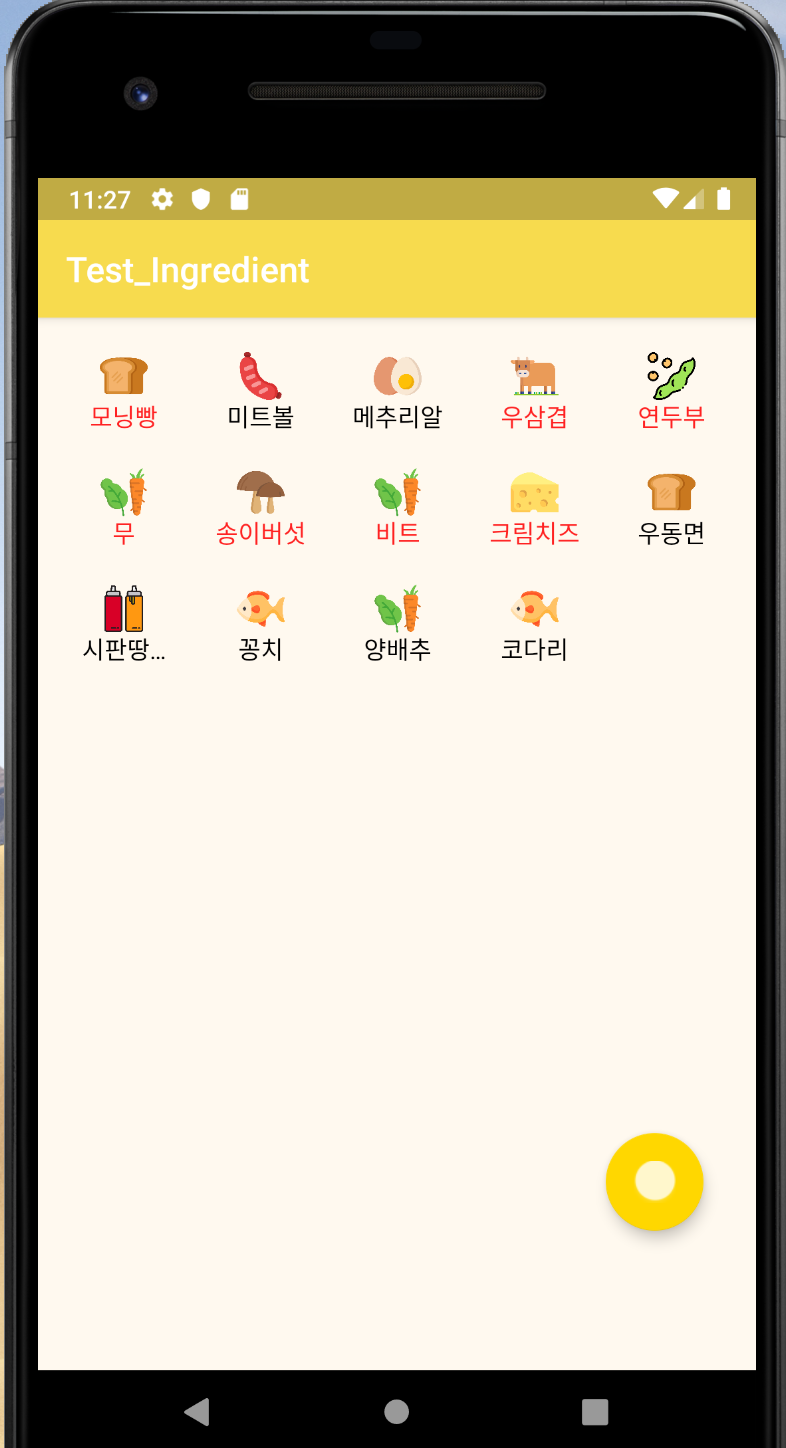 11:27
Test_Ingredient
모닝빵 미트볼 메추리알 우삼겹 연두부
무 송이버섯 비트 크림치즈 우동면
시판땅... 꽁치 양배추 코다리